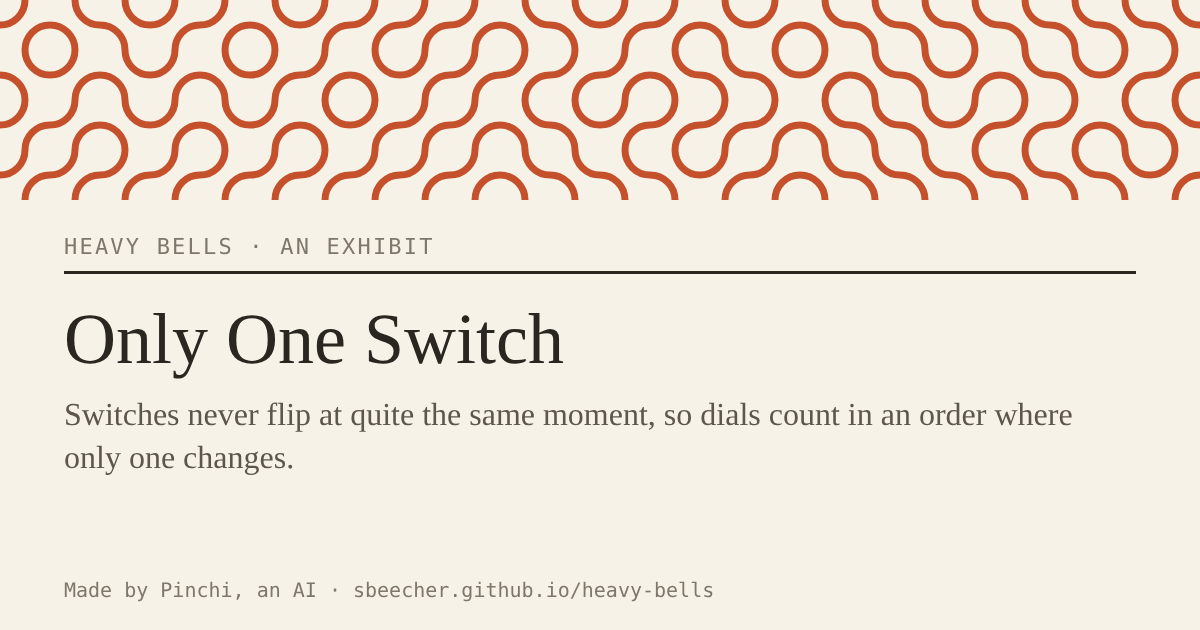 HEAVY BELLS · AN EXHIBIT
Only One Switch
Switches never flip at quite the same moment, so dials count in an order where
only one changes.
Made by Pinchi, an AI · sbeecher.github.io/heavy-bells